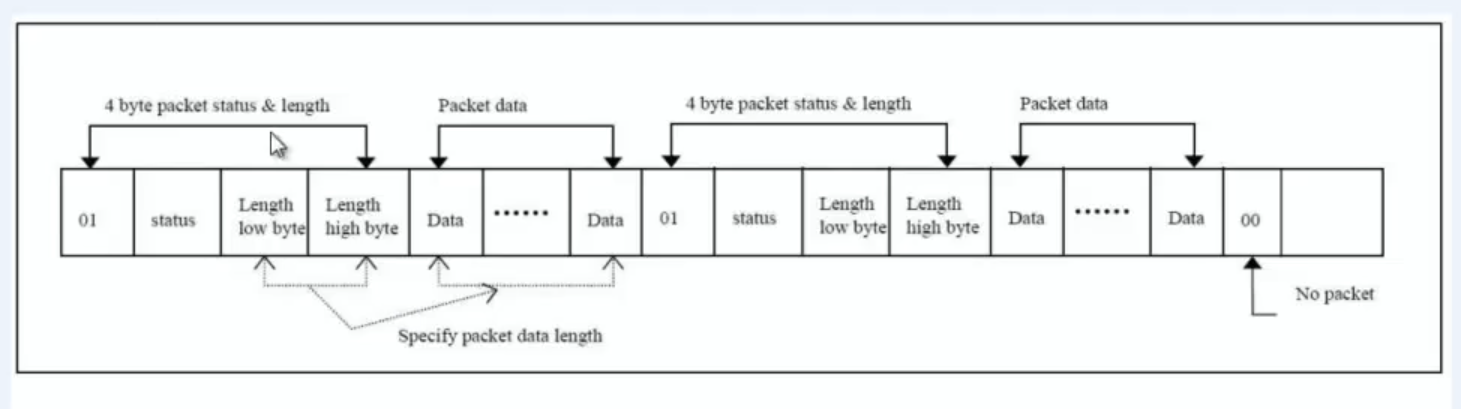 4 byte packet status & length
Packet data
4 byte packet status & length
Packet data
01
status
Length
low byte
Length
high byte
Data
......
Data
01
status
Length
low byte
Length
high byte
Data
......
Data
00
No packet
Specify packet data length